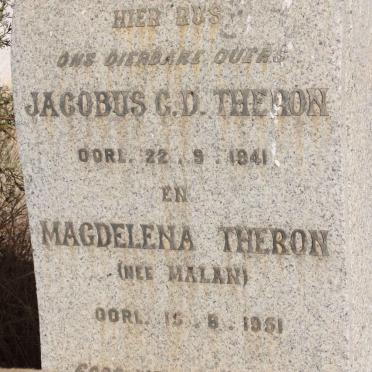 HIER RUS
ONS DIERBARE OUERS
JACOBUS C.D. THERON
OORL. 22.9.1941
EN
MAGDELENA THERON
(NEE MALAN)
OORL. 15.8.1951